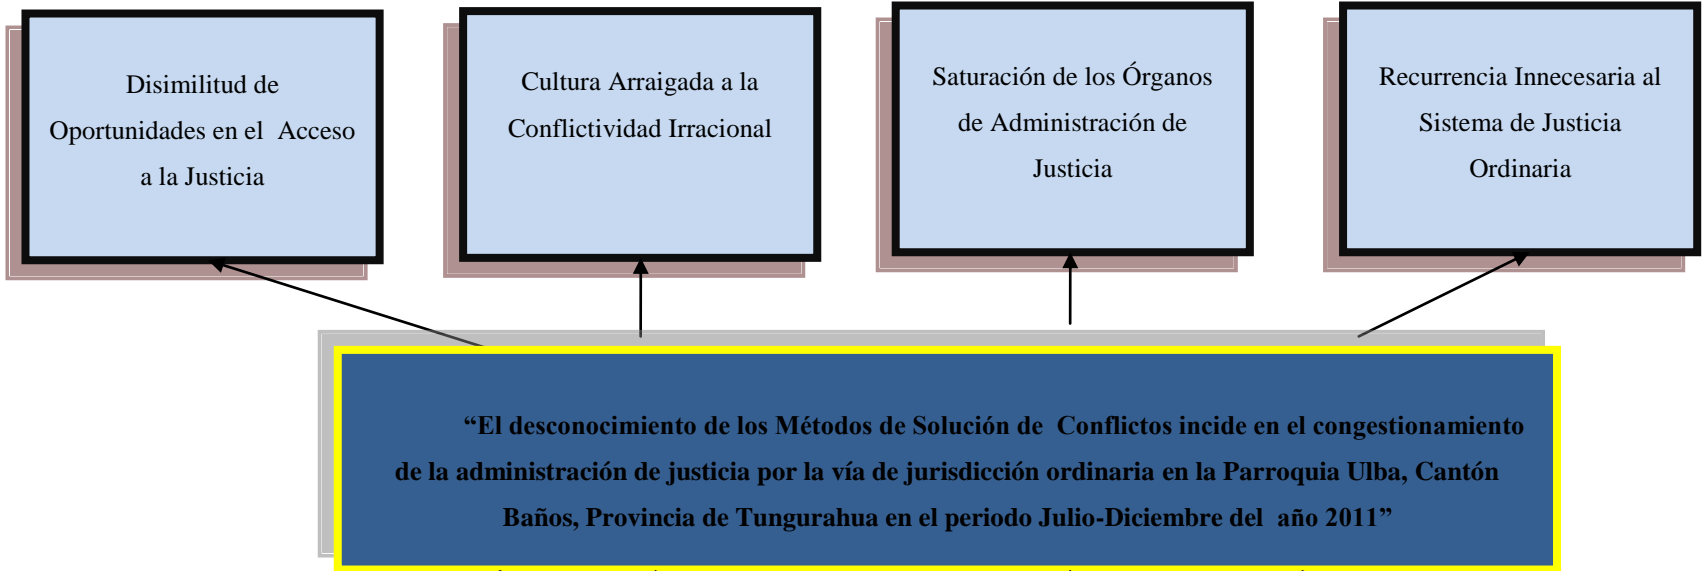 Disimilitud de
Oportunidades en el Acceso
a la Justicia
Cultura Arraigada a la
Conflictividad Irracional
Saturación de los Órganos
de Administración de
Justicia
Recurrencia Innecesaria al
Sistema de Justicia
Ordinaria
“El desconocimiento de los Métodos de Solución de Conflictos incide en el congestionamiento
de la administración de justicia por la vía de jurisdicción ordinaria en la Parroquia Ulba, Cantón
Baños, Provincia de Tungurahua en el periodo Julio-Diciembre del año 2011”